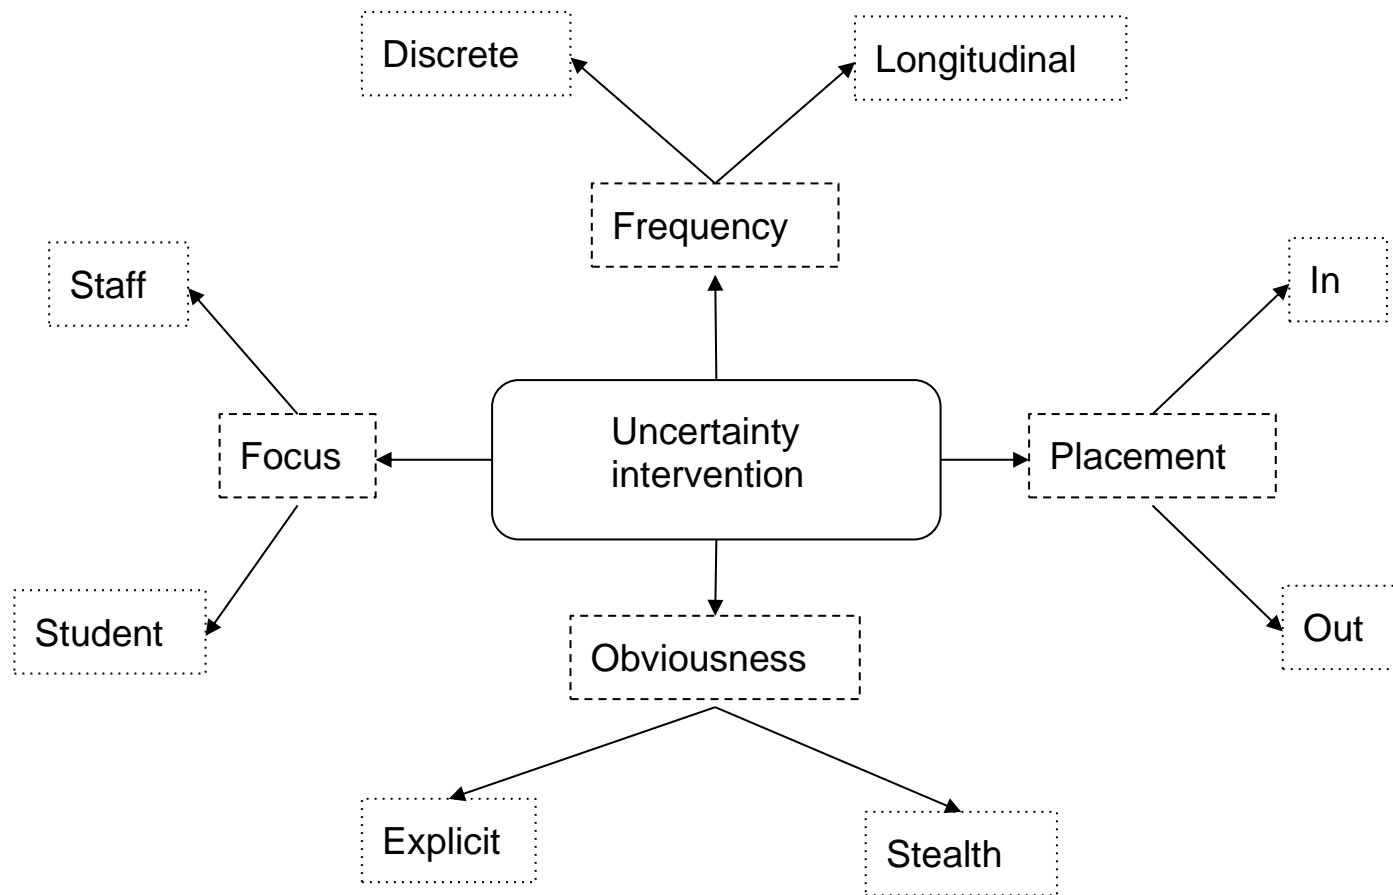 Discrete
Longitudinal
Frequency
Staff
In
Uncertainty
intervention
Focus
Placement
Student
Out
Obviousness
Explicit
Stealth